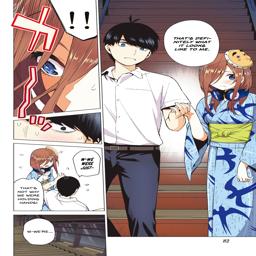 THAT'S DEFI-
NITELY WHAT IT
LOOKS LIKE
TO ME.
!!
W-WE
WERE
JUST-
THAT'S
NOT WHY
WE WERE
HOLDING
HANDS!
W-WE'RE...